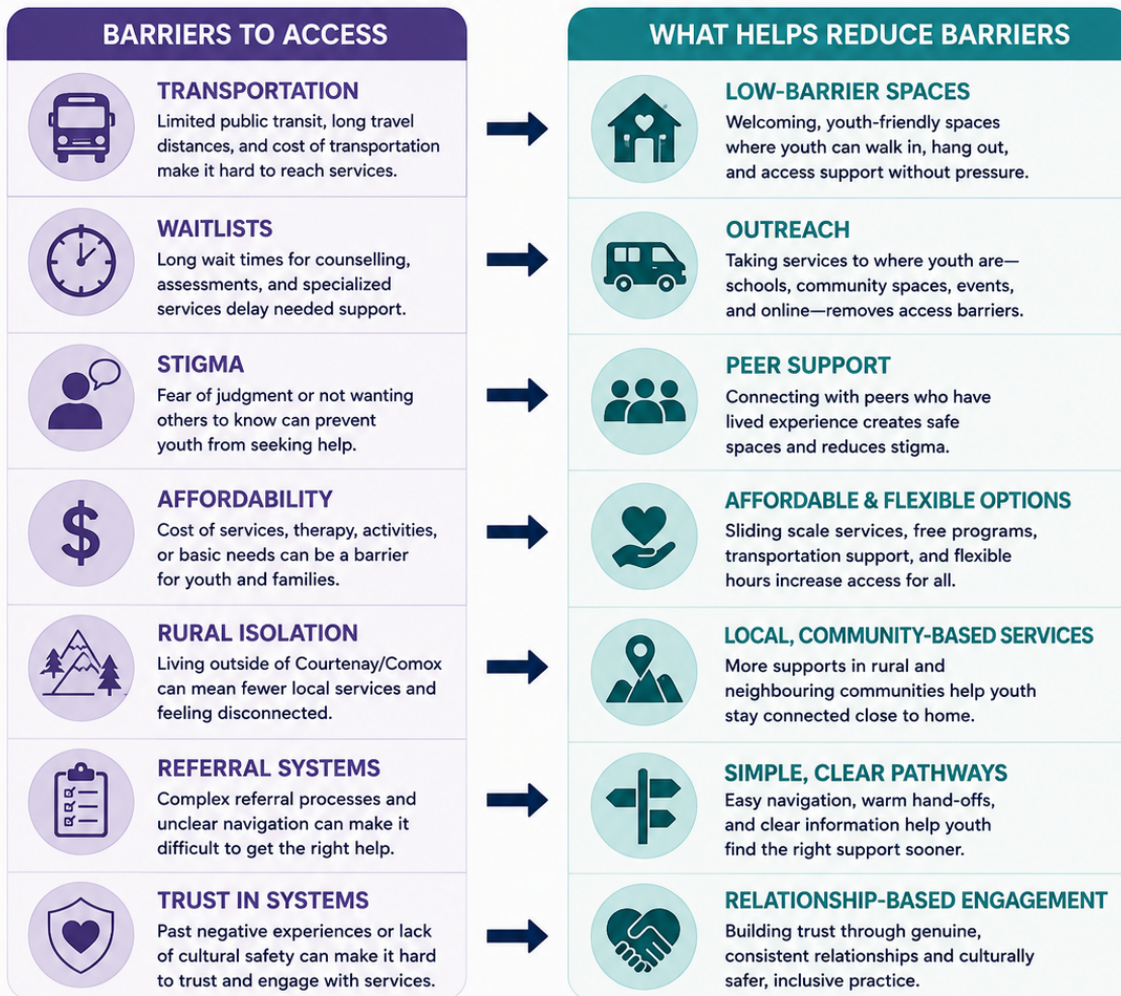 BARRIERS TO ACCESS
WHAT HELPS REDUCE BARRIERS
TRANSPORTATION
Limited public transit, long travel
distances, and cost of transportation
make it hard to reach services.
LOW-BARRIER SPACES
Welcoming, youth-friendly spaces
where youth can walk in, hang out,
and access support without pressure.
WAITLISTS
Long wait times for counselling,
assessments, and specialized
services delay needed support.
OUTREACH
Taking services to where youth are—
schools, community spaces, events,
and online—removes access barriers.
STIGMA
Fear of judgment or not wanting
others to know can prevent
youth from seeking help.
PEER SUPPORT
Connecting with peers who have
lived experience creates safe
spaces and reduces stigma.
AFFORDABILITY
Cost of services, therapy, activities,
or basic needs can be a barrier
for youth and families.
AFFORDABLE & FLEXIBLE OPTIONS
Sliding scale services, free programs,
transportation support, and flexible
hours increase access for all.
RURAL ISOLATION
Living outside of Courtenay/Comox
can mean fewer local services and
feeling disconnected.
LOCAL, COMMUNITY-BASED SERVICES
More supports in rural and
neighbouring communities help youth
stay connected close to home.
REFERRAL SYSTEMS
Complex referral processes and
unclear navigation can make it
difficult to get the right help.
SIMPLE, CLEAR PATHWAYS
Easy navigation, warm hand-offs,
and clear information help youth
find the right support sooner.
TRUST IN SYSTEMS
Past negative experiences or lack
of cultural safety can make it hard
to trust and engage with services.
RELATIONSHIP-BASED ENGAGEMENT
Building trust through genuine,
consistent relationships and culturally
safer, inclusive practice.